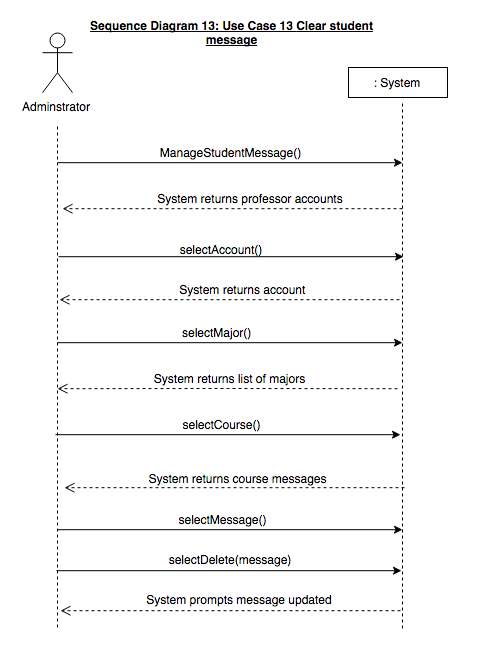 Sequence Diagram 13: Use Case 13 Clear student
message
Adminstrator
: System
ManageStudentMessage()
System returns professor accounts
selectAccount()
System returns account
selectMajor()
System returns list of majors
selectCourse()
System returns course messages
selectMessage()
selectDelete(message)
System prompts message updated